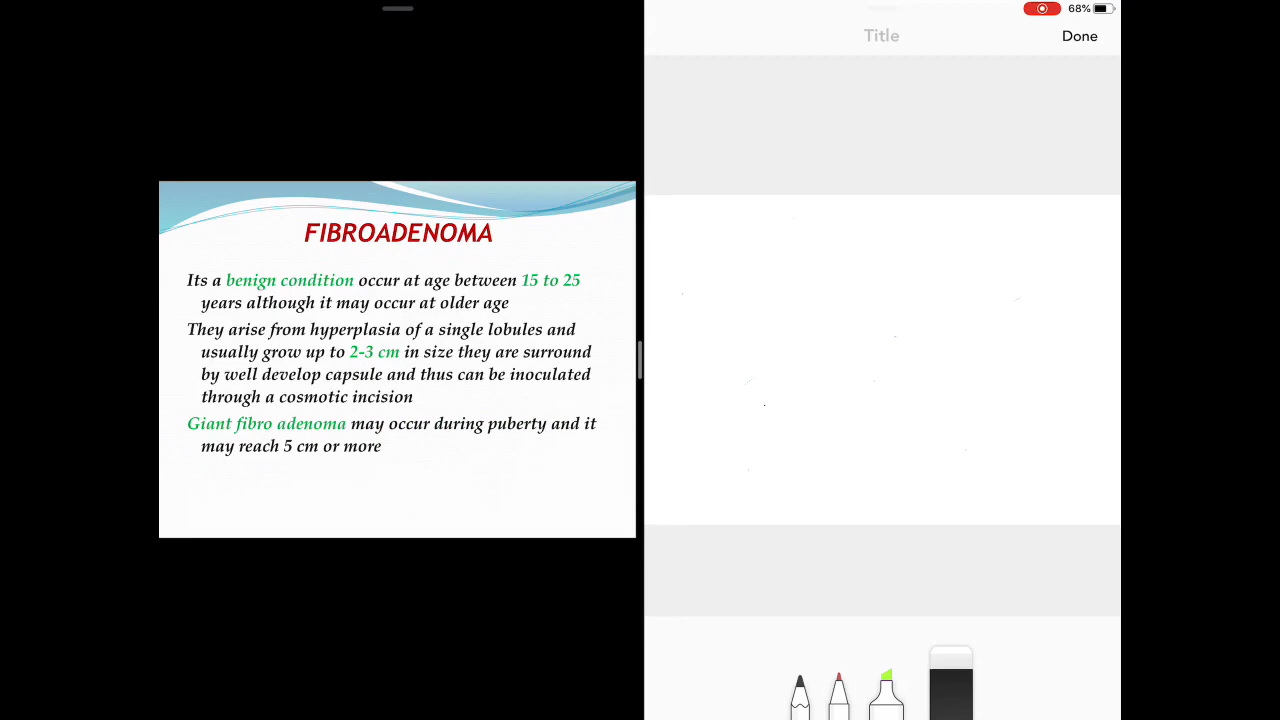 68%
Title
Done
FIBROADENOMA
Its a benign condition occur at age between 15 to 25
years although it may occur at older age
They arise from hyperplasia of a single lobules and
usually grow up to 2-3 cm in size they are surround
by well develop capsule and thus can be inoculated
through a cosmotic incision
Giant fibro adenoma may occur during puberty and it
may reach 5 cm or more